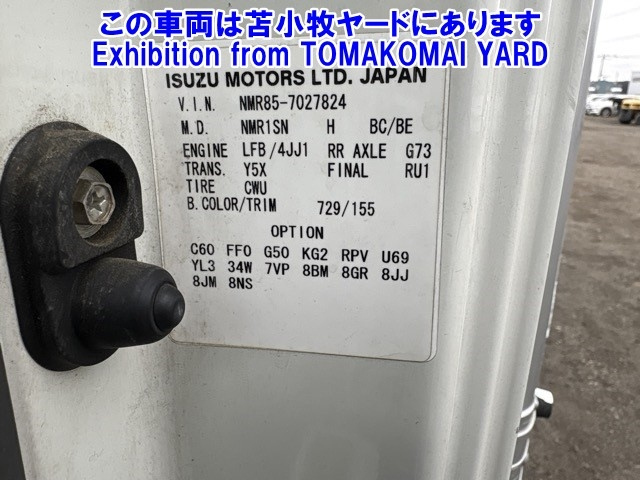 この車両は苫小牧ヤードにあります
Exhibition from TOMAKOMAI YARD
ISUZU MOTORS LTD. JAPAN
V.I.N. NMR85-7027824
M.D. NMR1SN H BC/BE
ENGINE LFB/4JJ1 RR AXLE G73
TRANS. Y5X FINAL RU1
TIRE CWU
B.COLOR/TRIM 729/155
OPTION
C60 FF0 G50 KG2 RPV U69
YL3 34W 7VP 8BM 8GR 8JJ
8JM 8NS